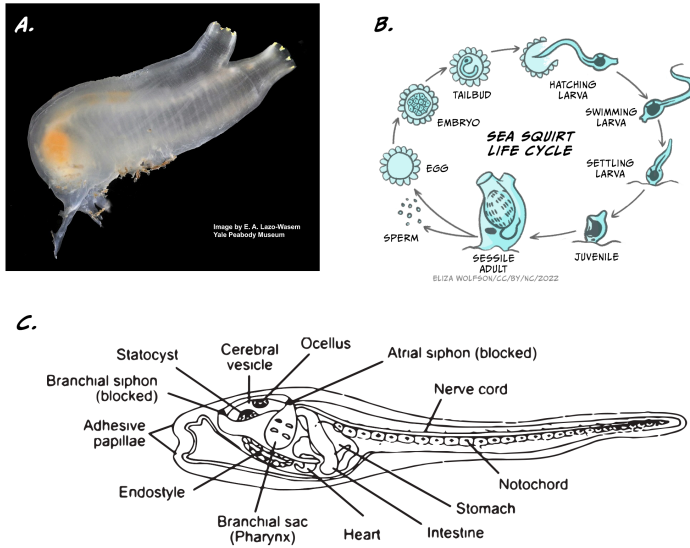 A.
Image by E. A. Lazo-Wasem
Yale Peabody Museum
B.
SEA SQUIRT
LIFE CYCLE
HATCHING
LARVA
SWIMMING
LARVA
SETTLING
LARVA
JUVENILE
SESSILE
ADULT
SPERM
EGG
EMBRYO
TAILBUD
ELIZA WOLFSON/CC/BY/NC/2022
C.
Statocyst
Cerebral
vesicle
Ocellus
Atrial siphon (blocked)
Branchial siphon
(blocked)
Nerve cord
Adhesive
papillae
Notochord
Endostyle
Stomach
Branchial sac
(Pharynx)
Heart
Intestine